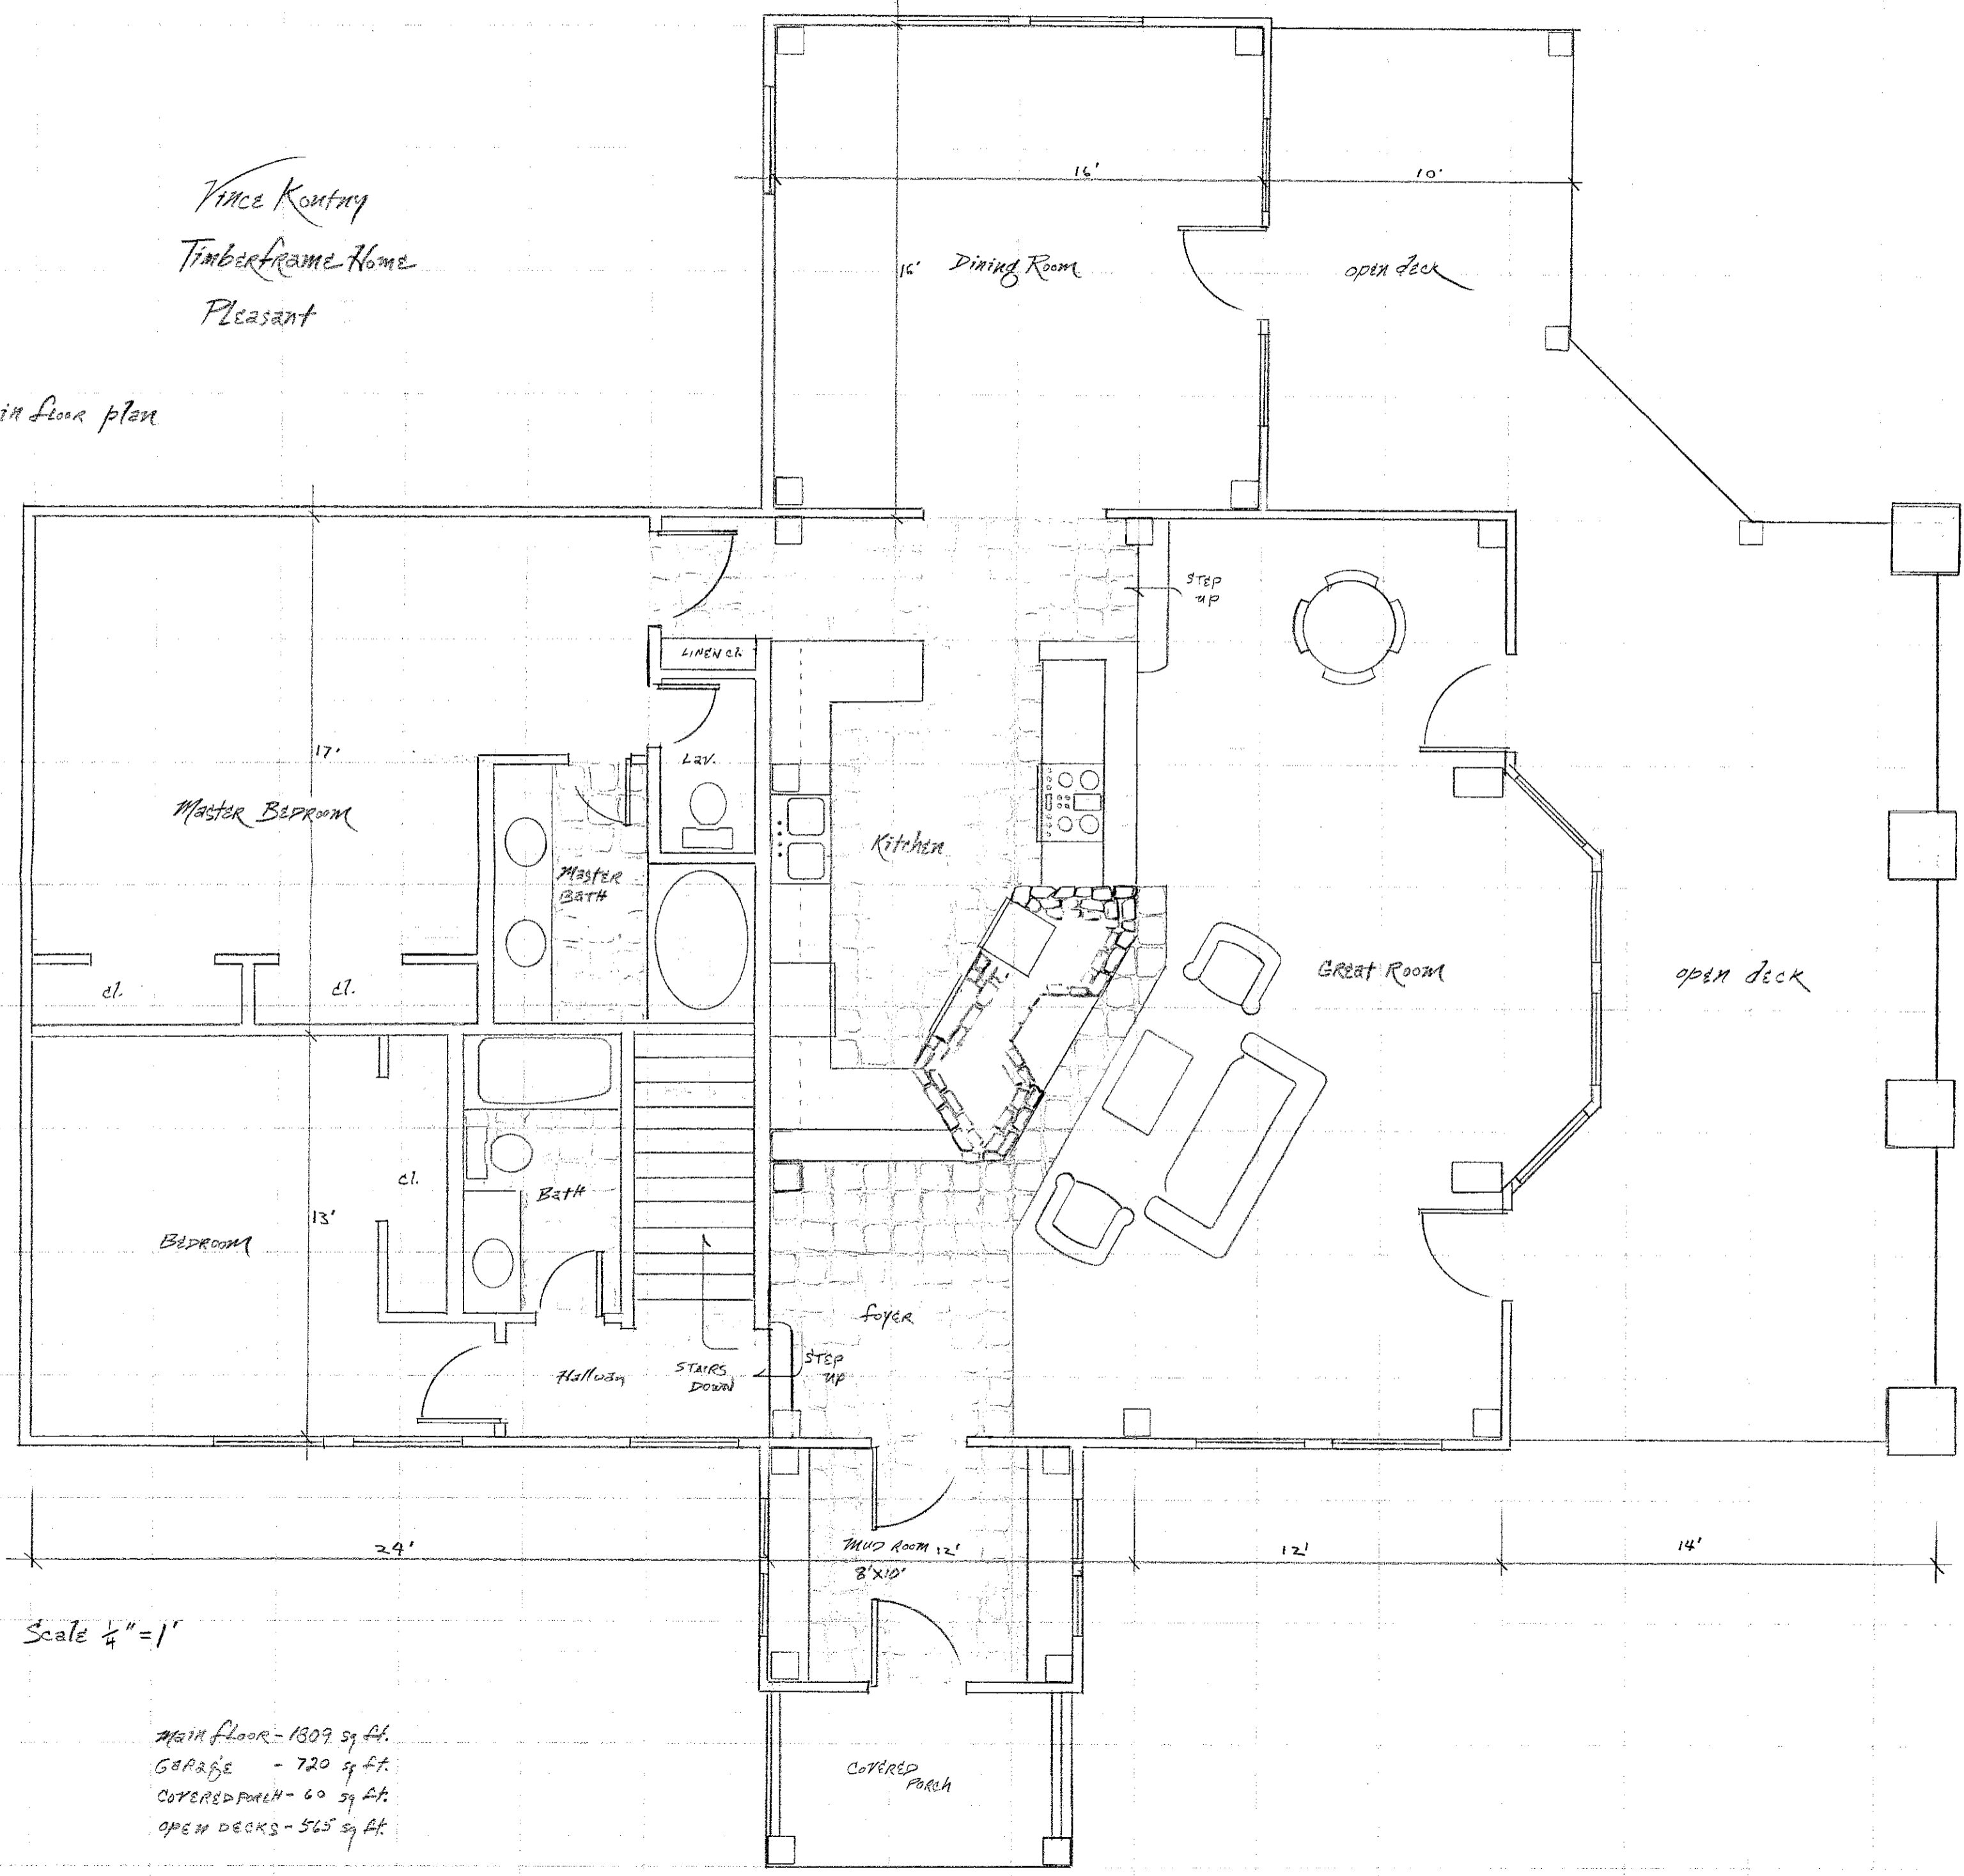 Vince Kontny
Timberframe Home
Pleasant
in floor plan
16'
10'
16'
Dining Room
open deck
STEP
up
LINEN cl.
17'
Lav.
Master Bedroom
Kitchen
Master
Bath
Great Room
open deck
cl.
cl.
cl.
Bath
13'
Bedroom
foyer
Hallway
STAIRS
DOWN
STEP
up
24'
Mud Room 12'
8'x10'
12'
14'
Scale 1/4" = 1'
main floor - 1809 sq ft.
Garage - 720 sq ft.
Covered Porch - 60 sq ft.
open Decks - 565 sq ft.
Covered
Porch